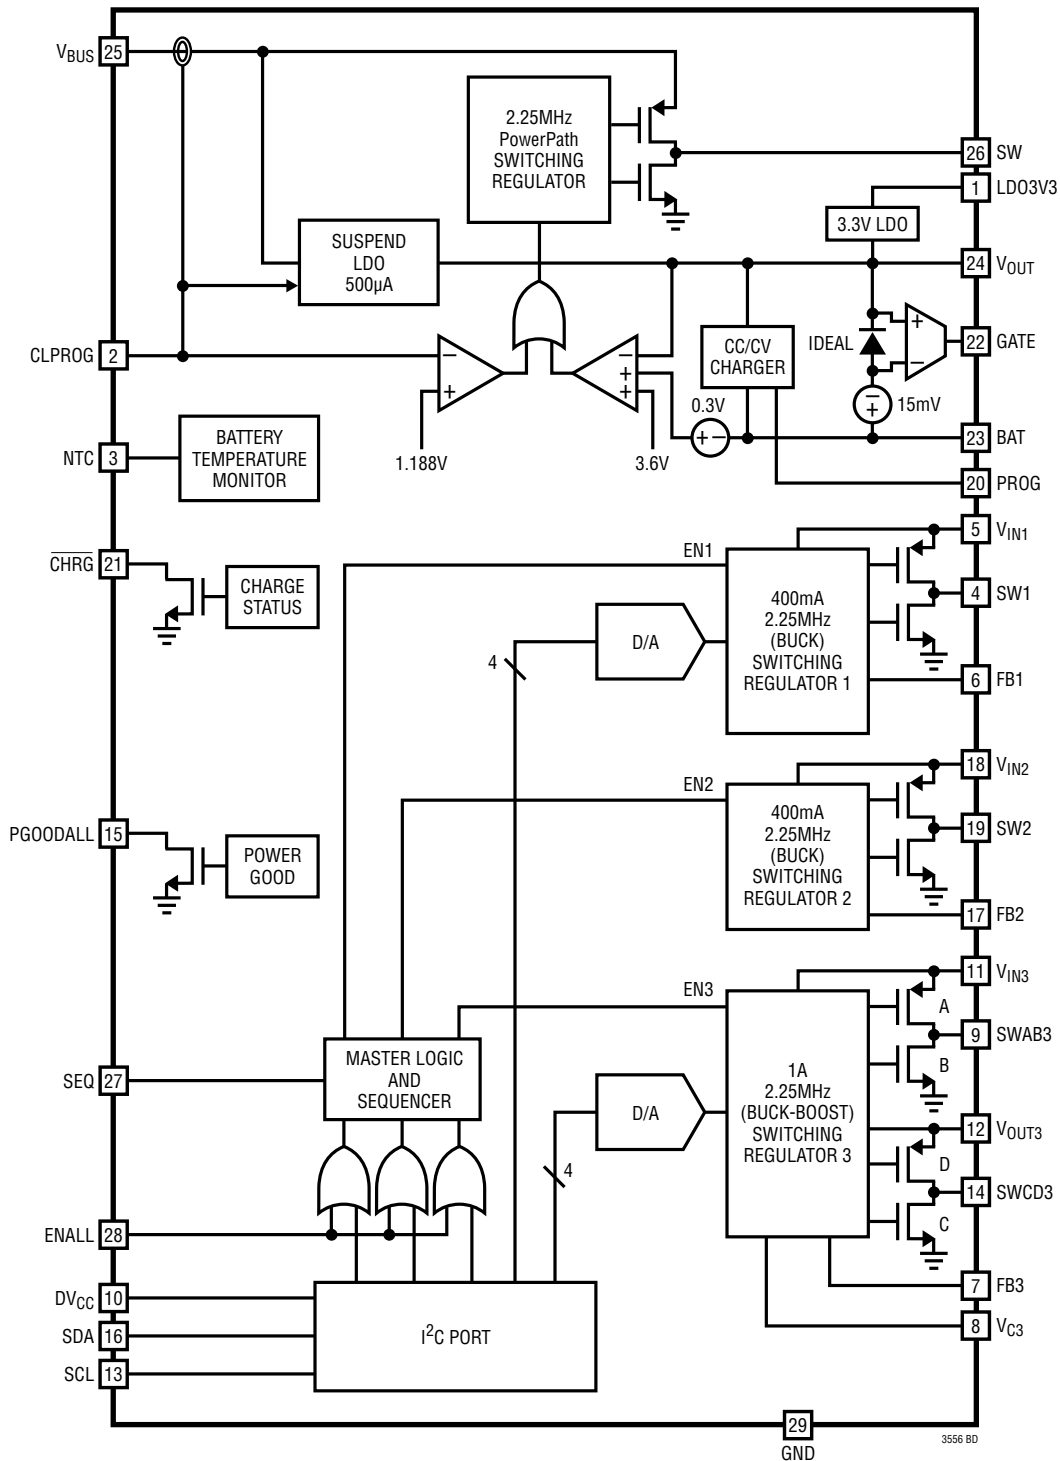 VBUS 25
2.25MHz
PowerPath
SWITCHING
REGULATOR
26 SW
1 LDO3V3
3.3V LDO
SUSPEND
LDO
500µA
24 VOUT
CLPROG 2
−
+
1.188V
−
+
+
3.6V
CC/CV
CHARGER
0.3V
+ −
IDEAL
+
−
22 GATE
−
+
15mV
23 BAT
20 PROG
NTC 3
BATTERY
TEMPERATURE
MONITOR
CHRG 21
CHARGE
STATUS
EN1
5 VIN1
400mA
2.25MHz
(BUCK)
SWITCHING
REGULATOR 1
4 SW1
D/A
4
6 FB1
PGOODALL 15
POWER
GOOD
EN2
18 VIN2
400mA
2.25MHz
(BUCK)
SWITCHING
REGULATOR 2
19 SW2
17 FB2
EN3
11 VIN3
A
9 SWAB3
B
1A
2.25MHz
(BUCK-BOOST)
SWITCHING
REGULATOR 3
12 VOUT3
D
14 SWCD3
C
SEQ 27
MASTER LOGIC
AND
SEQUENCER
D/A
4
ENALL 28
DVCC 10
SDA 16
SCL 13
I2C PORT
7 FB3
8 VC3
29
GND
3556 BD